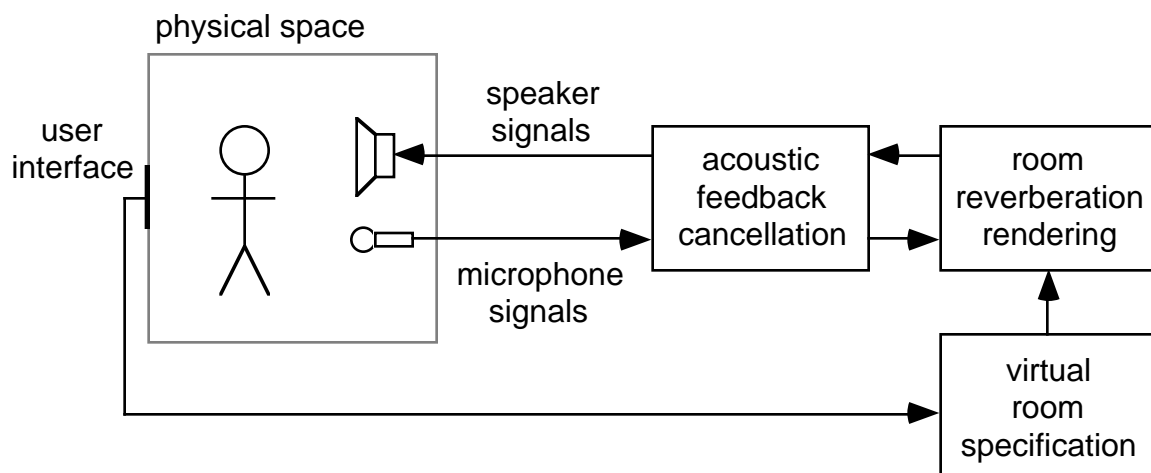 physical space
user
interface
speaker
signals
microphone
signals
acoustic
feedback
cancellation
room
reverberation
rendering
virtual
room
specification